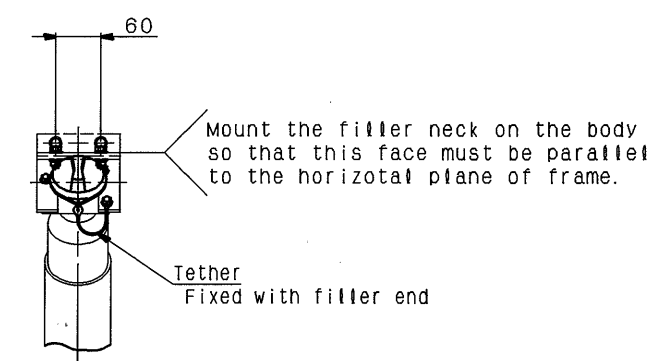 60
Mount the filler neck on the body
so that this face must be parallel
to the horizotal plane of frame.
Tether
Fixed with filler end